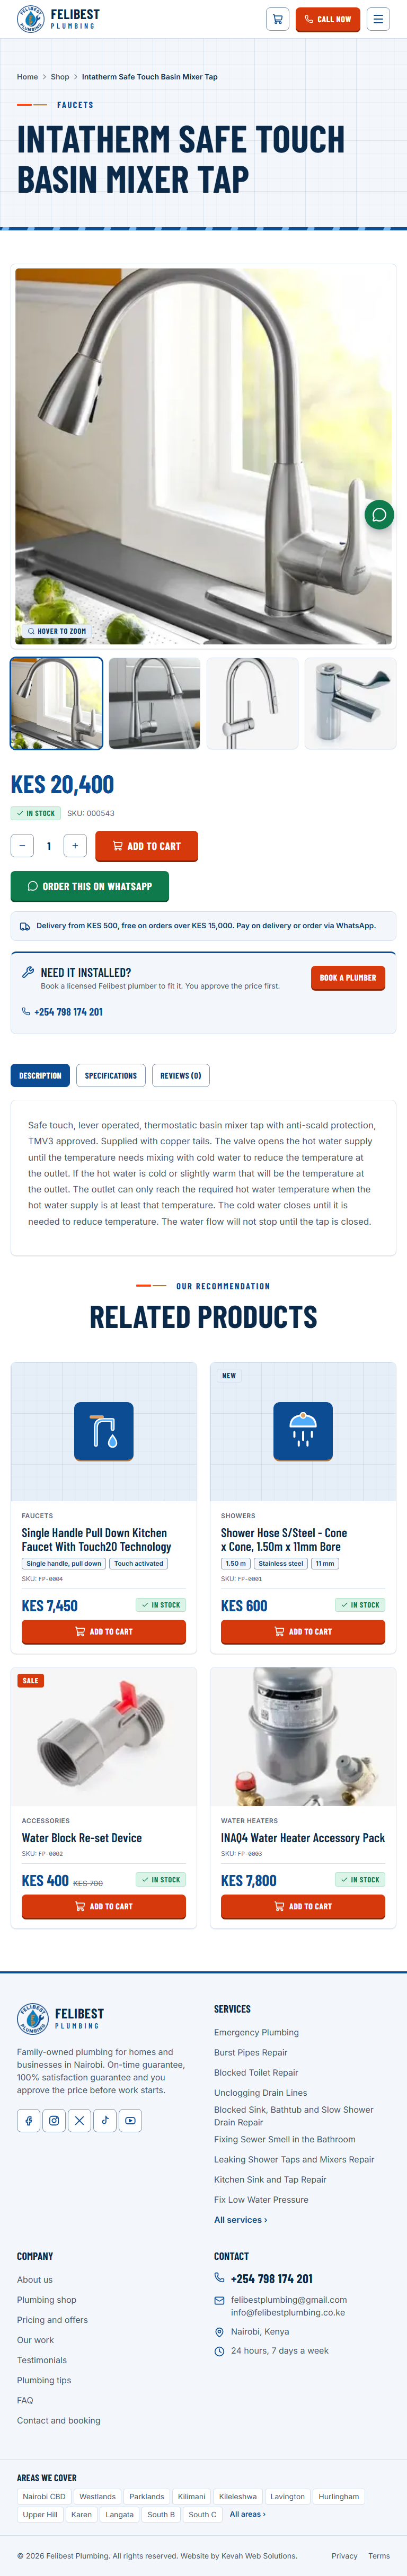 FELIBEST
PLUMBING
CALL NOW
Home > Shop > Intatherm Safe Touch Basin Mixer Tap
FAUCETS
INTATHERM SAFE TOUCH
BASIN MIXER TAP
HOVER TO ZOOM
KES 20,400
IN STOCK SKU: 000543
− 1 + ADD TO CART
ORDER THIS ON WHATSAPP
Delivery from KES 500, free on orders over KES 15,000. Pay on delivery or order via WhatsApp.
NEED IT INSTALLED?
Book a licensed Felibest plumber to fit it. You approve the price first.
BOOK A PLUMBER
+254 798 174 201
DESCRIPTION SPECIFICATIONS REVIEWS (0)
Safe touch, lever operated, thermostatic basin mixer tap with anti-scald protection,
TMV3 approved. Supplied with copper tails. The valve opens the hot water supply
until the temperature needs mixing with cold water to reduce the temperature at
the outlet. If the hot water is cold or slightly warm that will be the temperature at
the outlet. The outlet can only reach the required hot water temperature when the
hot water supply is at least that temperature. The cold water closes until it is
needed to reduce temperature. The water flow will not stop until the tap is closed.
OUR RECOMMENDATION
RELATED PRODUCTS
FAUCETS
Single Handle Pull Down Kitchen
Faucet With Touch20 Technology
Single handle, pull down Touch activated
SKU: FP-0004
KES 7,450 IN STOCK
ADD TO CART
NEW
SHOWERS
Shower Hose S/Steel - Cone
x Cone, 1.50m x 11mm Bore
1.50 m Stainless steel 11 mm
SKU: FP-0001
KES 600 IN STOCK
ADD TO CART
SALE
ACCESSORIES
Water Block Re-set Device
SKU: FP-0002
KES 400 KES 700 IN STOCK
ADD TO CART
WATER HEATERS
INAQ4 Water Heater Accessory Pack
SKU: FP-0003
KES 7,800 IN STOCK
ADD TO CART
FELIBEST
PLUMBING
Family-owned plumbing for homes and
businesses in Nairobi. On-time guarantee,
100% satisfaction guarantee and you
approve the price before work starts.
SERVICES
Emergency Plumbing
Burst Pipes Repair
Blocked Toilet Repair
Unclogging Drain Lines
Blocked Sink, Bathtub and Slow Shower
Drain Repair
Fixing Sewer Smell in the Bathroom
Leaking Shower Taps and Mixers Repair
Kitchen Sink and Tap Repair
Fix Low Water Pressure
All services ›
COMPANY
About us
Plumbing shop
Pricing and offers
Our work
Testimonials
Plumbing tips
FAQ
Contact and booking
CONTACT
+254 798 174 201
felibestplumbing@gmail.com
info@felibestplumbing.co.ke
Nairobi, Kenya
24 hours, 7 days a week
AREAS WE COVER
Nairobi CBD Westlands Parklands Kilimani Kileleshwa Lavington Hurlingham
Upper Hill Karen Langata South B South C All areas ›
© 2026 Felibest Plumbing. All rights reserved. Website by Kevah Web Solutions. Privacy Terms